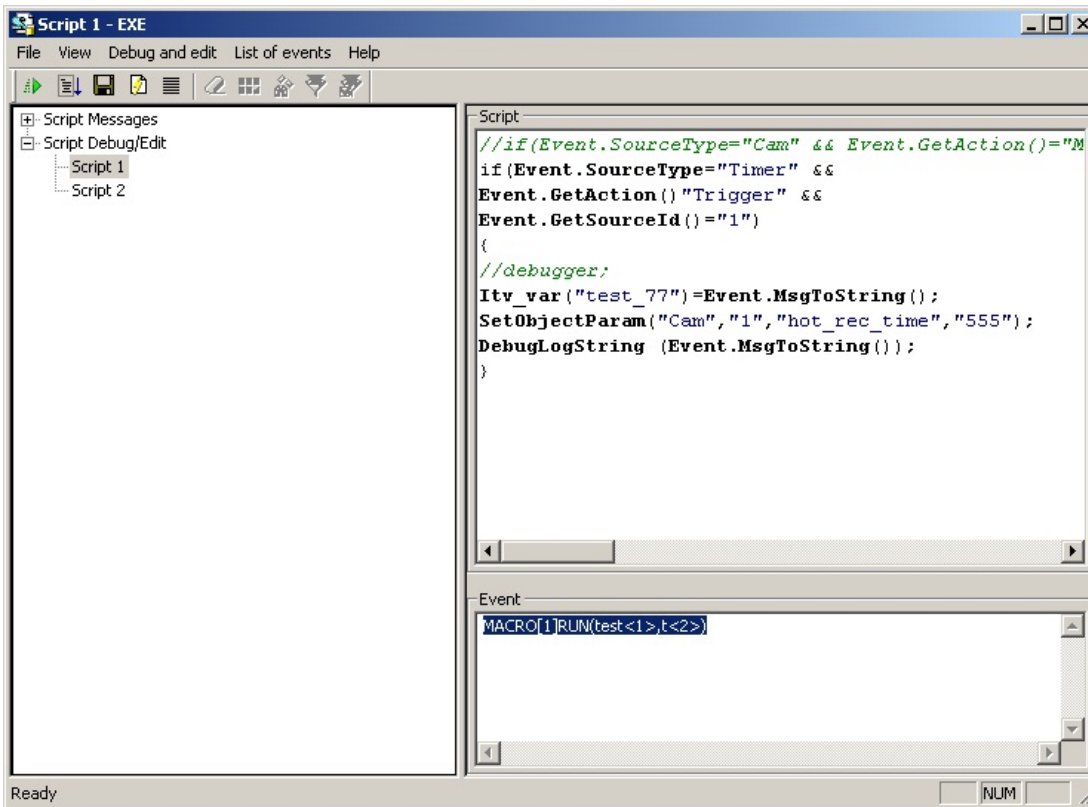 Script 1 - EXE
File View Debug and edit List of events Help
Script Messages
Script Debug/Edit
Script 1
Script 2
Script
//if(Event.SourceType="Cam" && Event.GetAction()="M
if(Event.SourceType="Timer" &&
Event.GetAction()"Trigger" &&
Event.GetSourceId()="1")
{
//debugger;
Itv_var("test_77")=Event.MsgToString();
SetObjectParam("Cam","1","hot_rec_time","555");
DebugLogString (Event.MsgToString());
}
Event
MACRO[1]RUN(test<1>,t<2>)
Ready
NUM